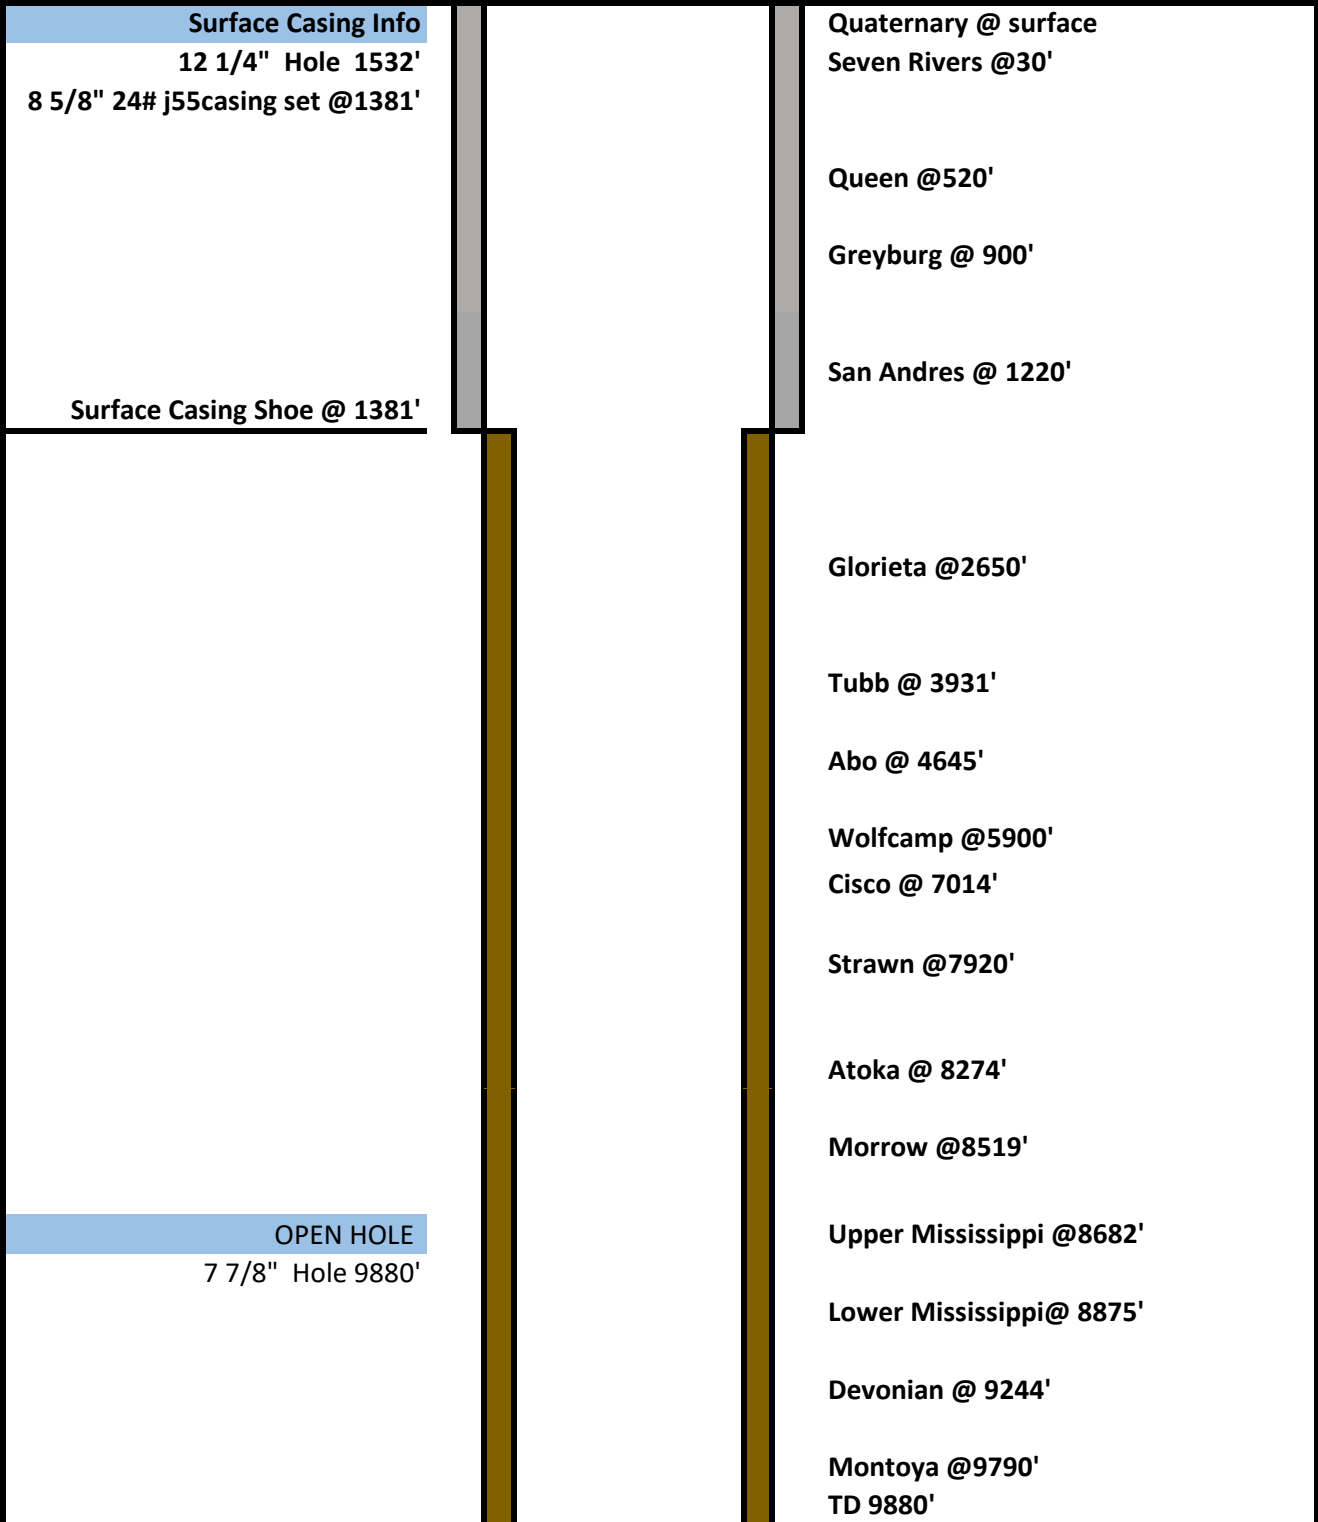 Surface Casing Info
12 1/4" Hole 1532'
8 5/8" 24# j55casing set @1381'
Surface Casing Shoe @ 1381'
OPEN HOLE
7 7/8" Hole 9880'
Quaternary @ surface
Seven Rivers @30'
Queen @520'
Greyburg @ 900'
San Andres @ 1220'
Glorieta @2650'
Tubb @ 3931'
Abo @ 4645'
Wolfcamp @5900'
Cisco @ 7014'
Strawn @7920'
Atoka @ 8274'
Morrow @8519'
Upper Mississippi @8682'
Lower Mississippi@ 8875'
Devonian @ 9244'
Montoya @9790'
TD 9880'